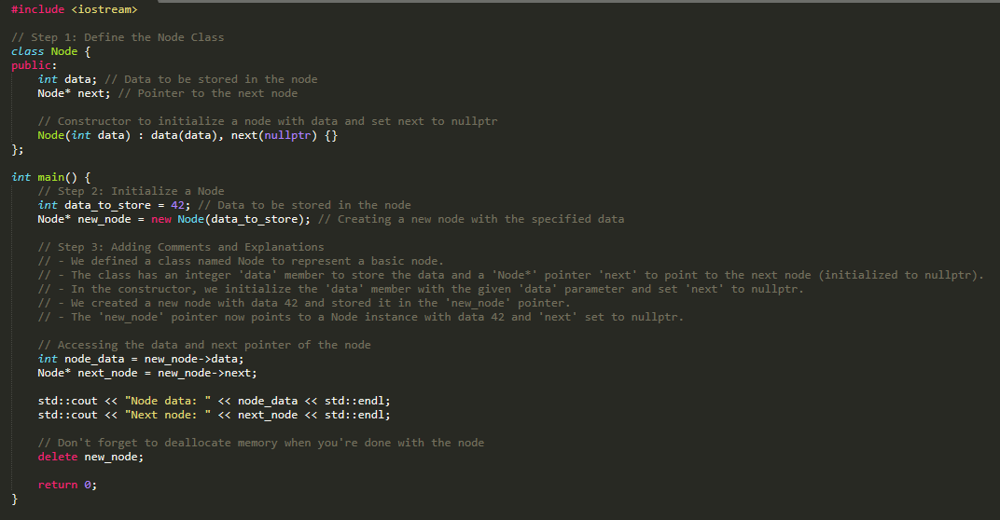 #include <iostream>
// Step 1: Define the Node Class
class Node {
public:
    int data; // Data to be stored in the node
    Node* next; // Pointer to the next node
    // Constructor to initialize a node with data and set next to nullptr
    Node(int data) : data(data), next(nullptr) {}
};
int main() {
    // Step 2: Initialize a Node
    int data_to_store = 42; // Data to be stored in the node
    Node* new_node = new Node(data_to_store); // Creating a new node with the specified data
    // Step 3: Adding Comments and Explanations
    // - We defined a class named Node to represent a basic node.
    // - The class has an integer 'data' member to store the data and a 'Node*' pointer 'next' to point to the next node (initialized to nullptr).
    // - In the constructor, we initialize the 'data' member with the given 'data' parameter and set 'next' to nullptr.
    // - We created a new node with data 42 and stored it in the 'new_node' pointer.
    // - The 'new_node' pointer now points to a Node instance with data 42 and 'next' set to nullptr.
    // Accessing the data and next pointer of the node
    int node_data = new_node->data;
    Node* next_node = new_node->next;
    std::cout << "Node data: " << node_data << std::endl;
    std::cout << "Next node: " << next_node << std::endl;
    // Don't forget to deallocate memory when you're done with the node
    delete new_node;
    return 0;
}